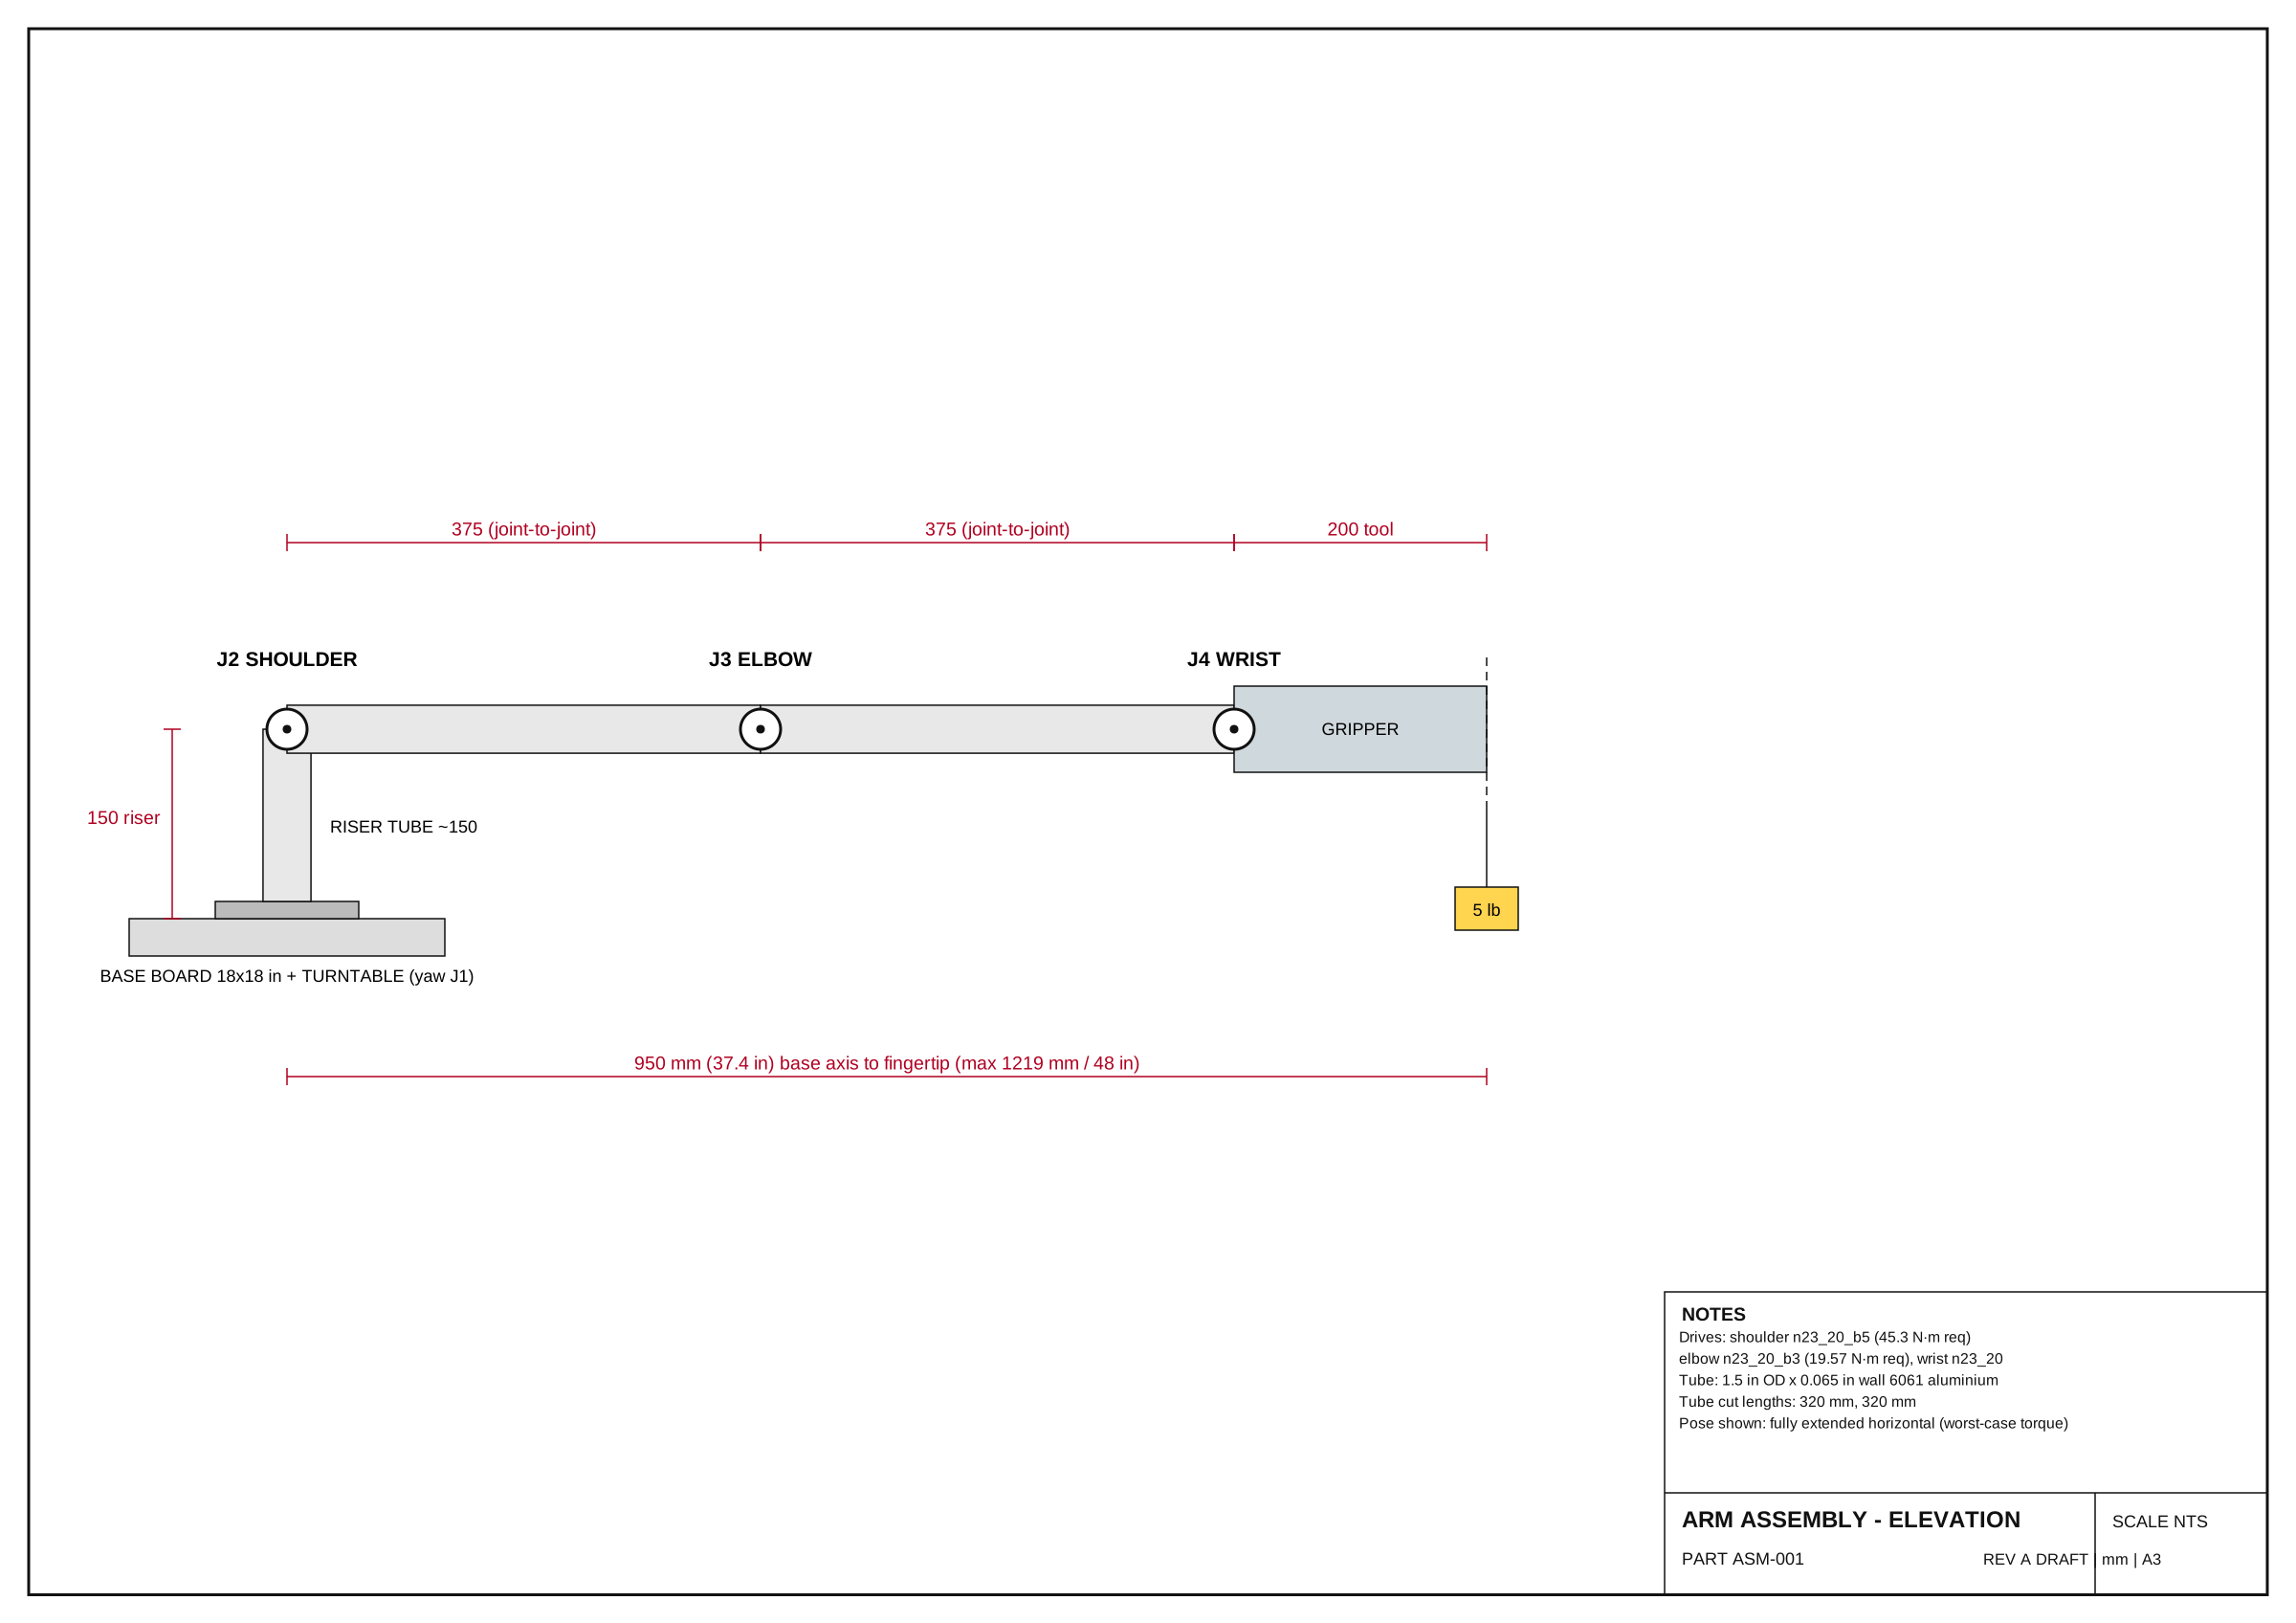 375 (joint-to-joint)
375 (joint-to-joint)
200 tool
J2 SHOULDER
J3 ELBOW
J4 WRIST
GRIPPER
150 riser
RISER TUBE ~150
5 lb
BASE BOARD 18x18 in + TURNTABLE (yaw J1)
950 mm (37.4 in) base axis to fingertip (max 1219 mm / 48 in)
NOTES
Drives: shoulder n23_20_b5 (45.3 N·m req)
elbow n23_20_b3 (19.57 N·m req), wrist n23_20
Tube: 1.5 in OD x 0.065 in wall 6061 aluminium
Tube cut lengths: 320 mm, 320 mm
Pose shown: fully extended horizontal (worst-case torque)
ARM ASSEMBLY - ELEVATION
SCALE NTS
PART ASM-001
REV A DRAFT | mm | A3